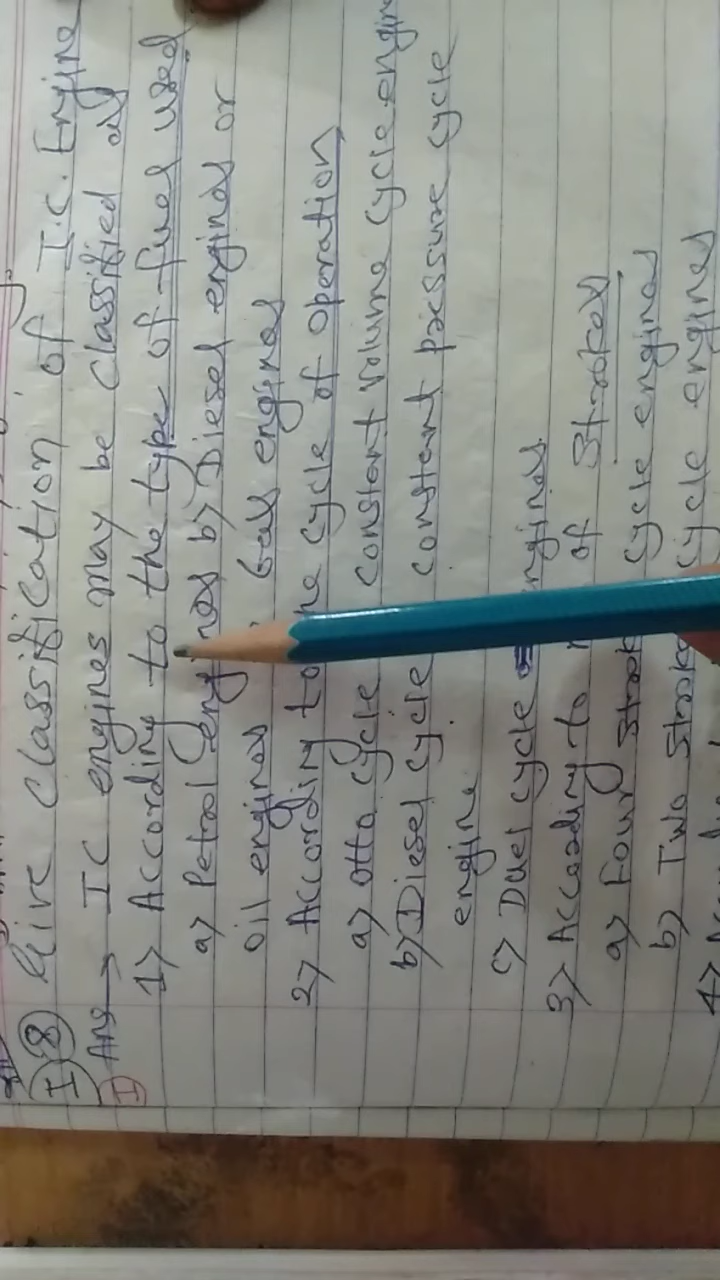 I 8 Give classification of I.C. Engine
Ans → IC engines may be classified as
1> According to the type of fuel used
a> Petrol engines b> Diesel engines or
oil engines Gas engines
2> According to cycle of operation
a> Otto cycle constant volume cycle engine
b> Diesel cycle constant pressure cycle
engine
c> Duel cycle engines
3> According to of Strokes
a> Four Stroke cycle engines
b> Two Stroke cycle engines
4>